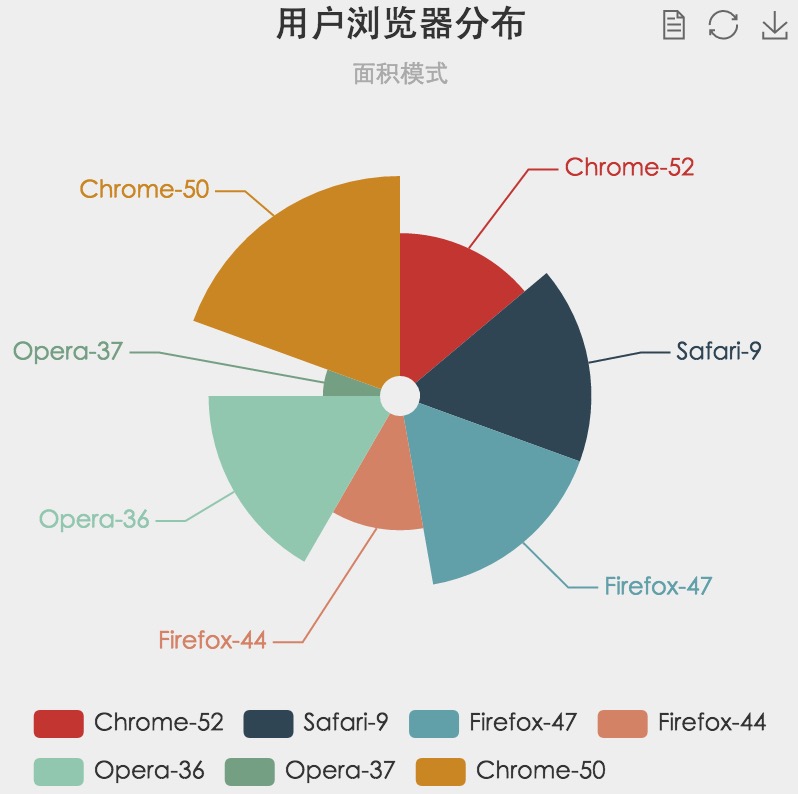 用户浏览器分布
面积模式
Chrome-52
Chrome-50
Opera-37
Safari-9
Opera-36
Firefox-47
Firefox-44
Chrome-52 Safari-9 Firefox-47 Firefox-44
Opera-36 Opera-37 Chrome-50